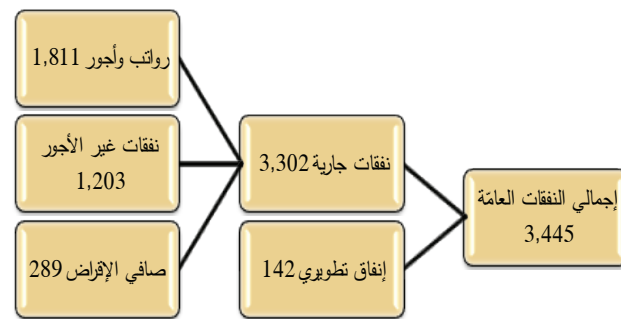 رواتب وأجور 1,811
نفقات غير الأجور
1,203
صافي الإقراض 289
نفقات جارية 3,302
إنفاق تطويري 142
إجمالي النفقات العامّة
3,445